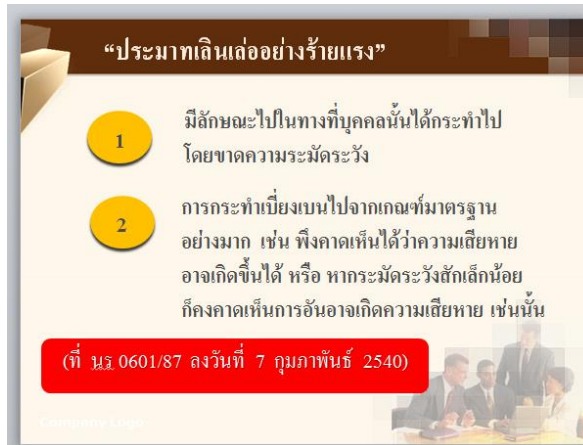 “ประมาทเลินเล่ออย่างร้ายแรง”
1
มีลักษณะไปในทางที่บุคคลนั้นได้กระทำไป
โดยขาดความระมัดระวัง
2
การกระทำเบี่ยงเบนไปจากเกณฑ์มาตรฐาน
อย่างมาก เช่น พึงคาดเห็นได้ว่าความเสียหาย
อาจเกิดขึ้นได้ หรือ หากระมัดระวังสักเล็กน้อย
ก็คงคาดเห็นการอันอาจเกิดความเสียหาย เช่นนั้น
(ที่ นร 0601/87 ลงวันที่ 7 กุมภาพันธ์ 2540)
Company Logo